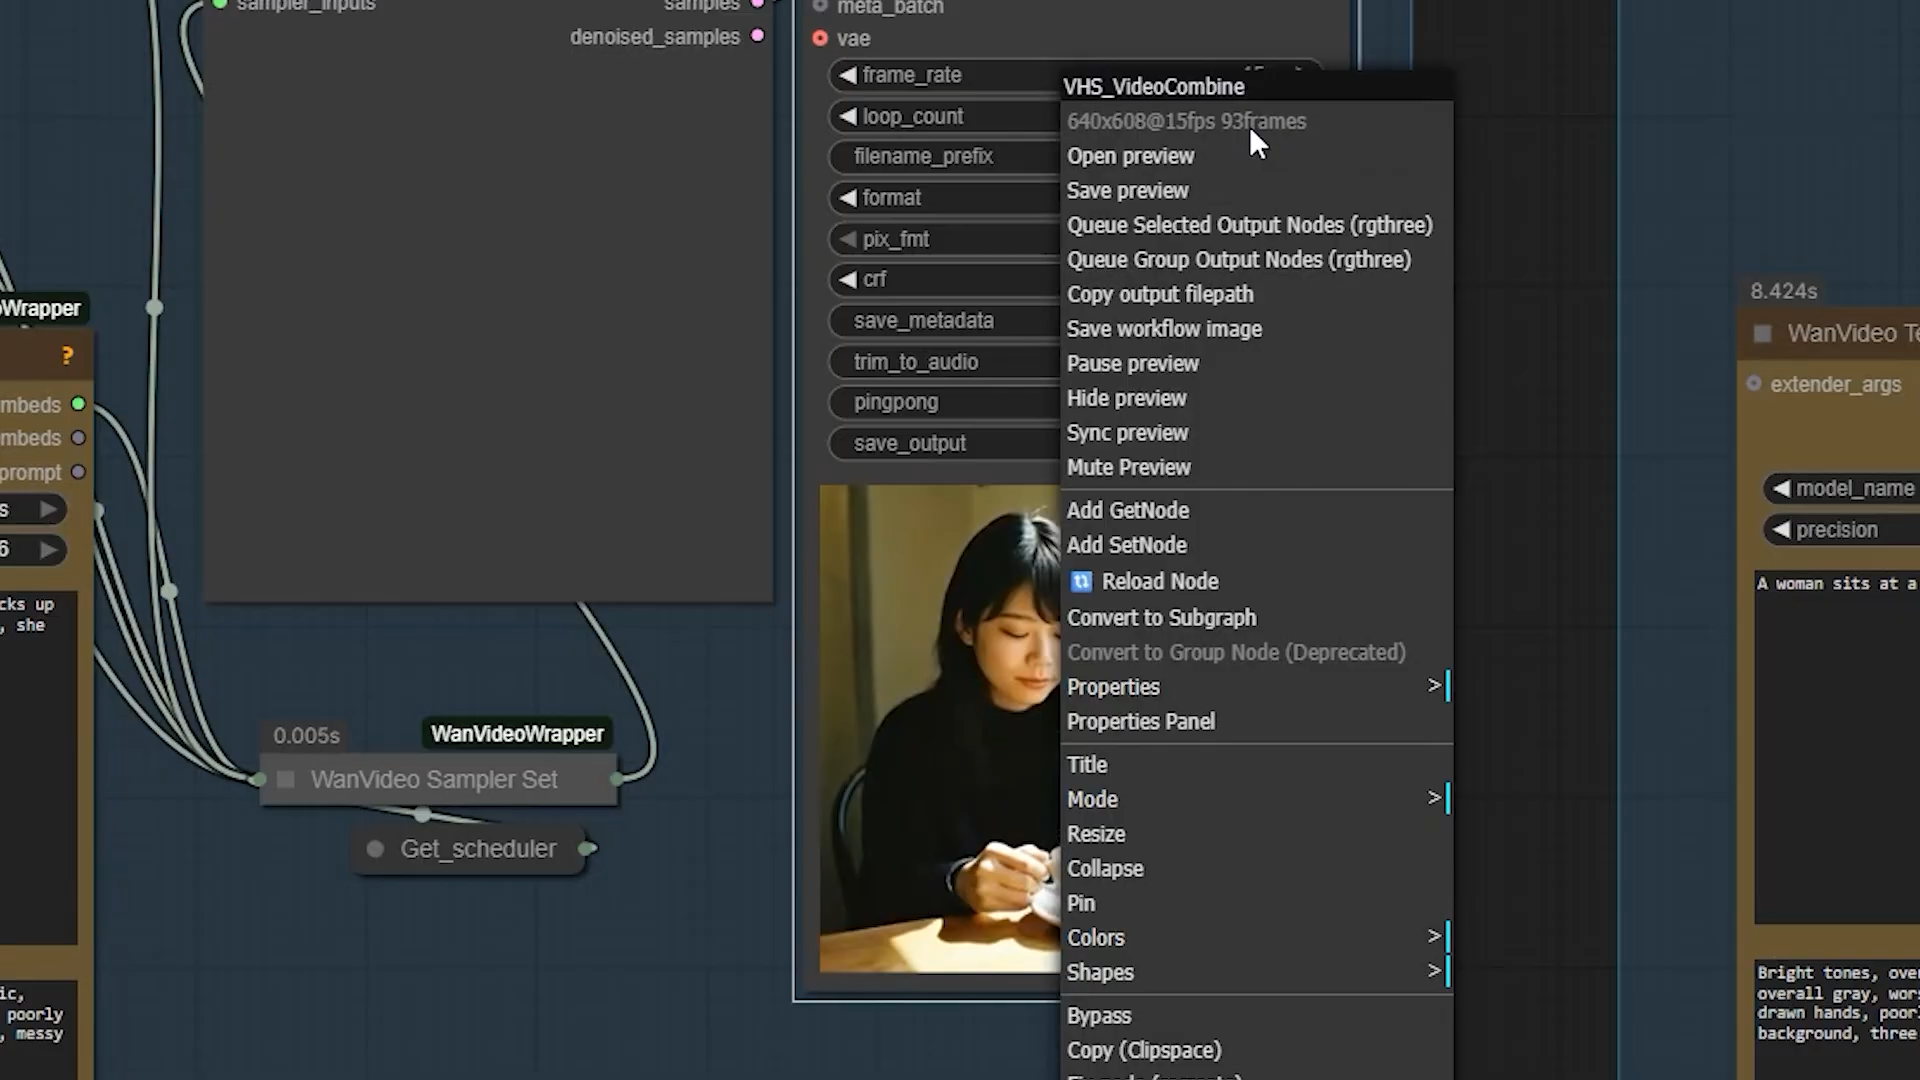 sampler_inputs
samples
denoised_samples
meta_batch
vae
frame_rate
loop_count
filename_prefix
format
pix_fmt
crf
save_metadata
trim_to_audio
pingpong
save_output
VHS_VideoCombine
640x608@15fps 93frames
Open preview
Save preview
Queue Selected Output Nodes (rgthree)
Queue Group Output Nodes (rgthree)
Copy output filepath
Save workflow image
Pause preview
Hide preview
Sync preview
Mute Preview
Add GetNode
Add SetNode
Reload Node
Convert to Subgraph
Convert to Group Node (Deprecated)
Properties >
Properties Panel
Title
Mode >
Resize
Collapse
Pin
Colors >
Shapes >
Bypass
Copy (Clipspace)
oWrapper
?
mbeds
mbeds
prompt
s
6
cks up
, she
ic,
poorly
, messy
0.005s
WanVideoWrapper
WanVideo Sampler Set
Get_scheduler
8.424s
WanVideo Te
extender_args
model_name
precision
A woman sits at a
Bright tones, over
overall gray, wors
drawn hands, poorl
background, three